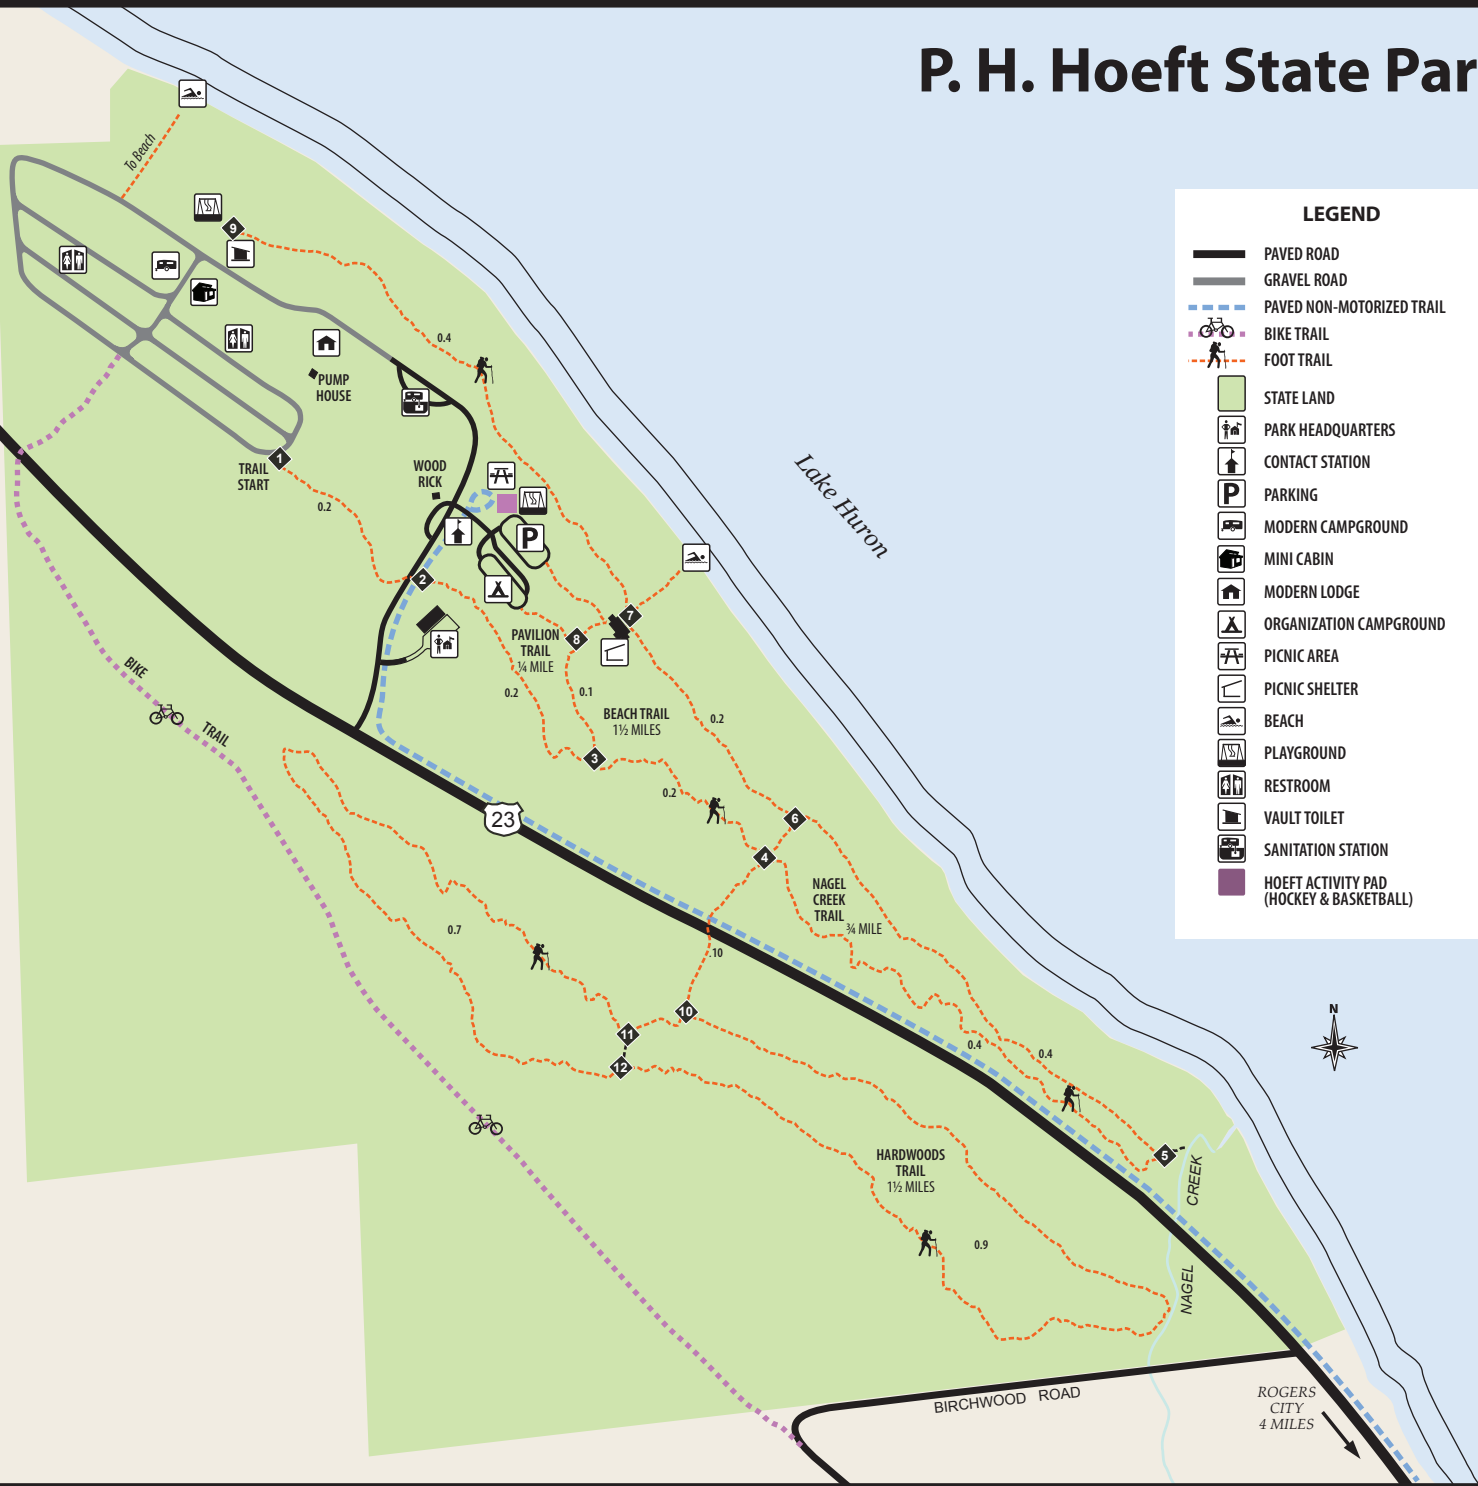 P. H. Hoeft State Par
To Beach
9
0.4
PUMP
HOUSE
1
TRAIL
START
0.2
WOOD
RICK
P
2
7
8
PAVILION
TRAIL
¼ MILE
0.2
0.1
BEACH TRAIL
1½ MILES
0.2
3
0.2
6
4
Lake Huron
BIKE
TRAIL
23
NAGEL
CREEK
TRAIL
¾ MILE
0.7
.10
10
11
12
0.4
0.4
5
HARDWOODS
TRAIL
1½ MILES
0.9
NAGEL CREEK
BIRCHWOOD ROAD
ROGERS
CITY
4 MILES
N
LEGEND
PAVED ROAD
GRAVEL ROAD
PAVED NON-MOTORIZED TRAIL
BIKE TRAIL
FOOT TRAIL
STATE LAND
PARK HEADQUARTERS
CONTACT STATION
P PARKING
MODERN CAMPGROUND
MINI CABIN
MODERN LODGE
ORGANIZATION CAMPGROUND
PICNIC AREA
PICNIC SHELTER
BEACH
PLAYGROUND
RESTROOM
VAULT TOILET
SANITATION STATION
HOEFT ACTIVITY PAD
(HOCKEY & BASKETBALL)